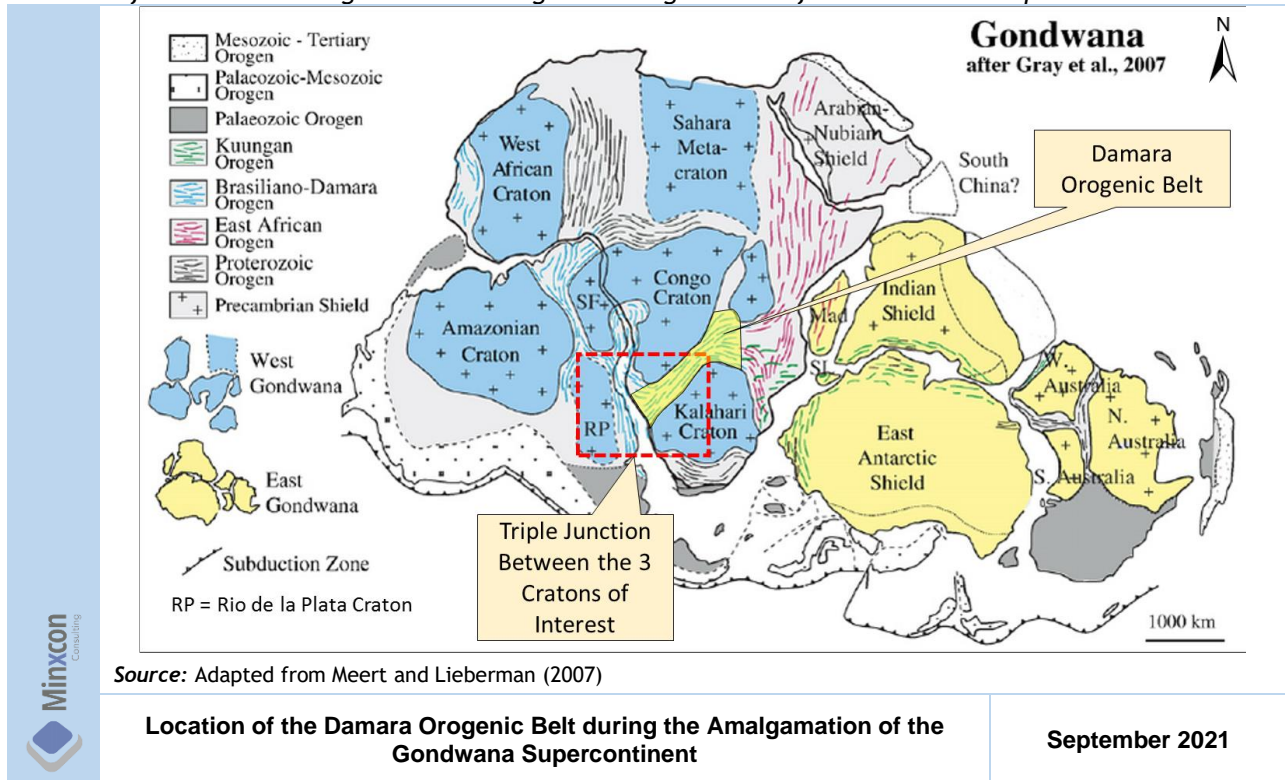 Gondwana
after Gray et al., 2007
N
Mesozoic - Tertiary
Orogen
Palaeozoic-Mesozoic
Orogen
Palaeozoic Orogen
Kuungan
Orogen
Brasiliano-Damara
Orogen
East African
Orogen
Proterozoic
Orogen
Precambrian Shield
West
Gondwana
East
Gondwana
Subduction Zone
RP = Rio de la Plata Craton
West
African
Craton
Sahara
Meta-
craton
Arabian-
Nubian
Shield
South
China?
Damara
Orogenic Belt
Congo
Craton
SF
Amazonian
Craton
Mad
Indian
Shield
SL
RP
Kalahari
Craton
East
Antarctic
Shield
W.
Australia
N.
Australia
S. Australia
Triple Junction
Between the 3
Cratons of
Interest
1000 km
Source: Adapted from Meert and Lieberman (2007)
Minxcon
Consulting
Location of the Damara Orogenic Belt during the Amalgamation of the
Gondwana Supercontinent
September 2021